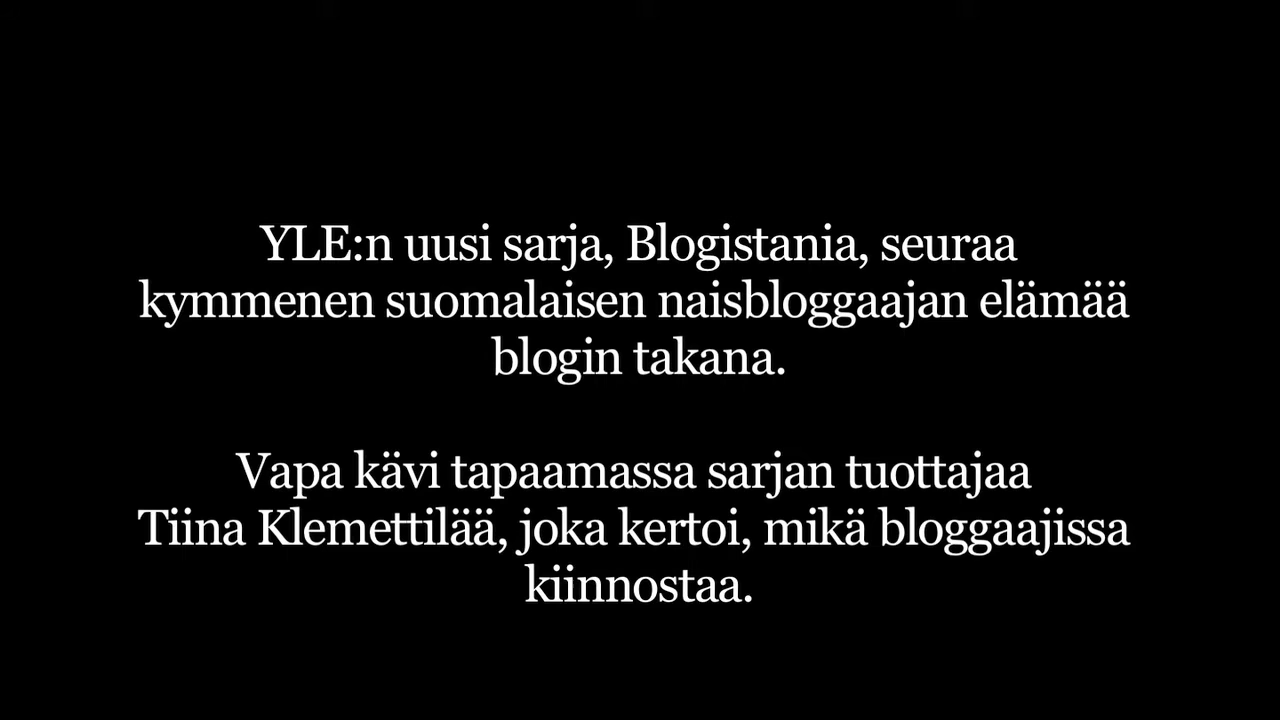 YLE:n uusi sarja, Blogistania, seuraa
kymmenen suomalaisen naisbloggaajan elämää
blogin takana.
Vapa kävi tapaamassa sarjan tuottajaa
Tiina Klemettilää, joka kertoi, mikä bloggaajissa
kiinnostaa.